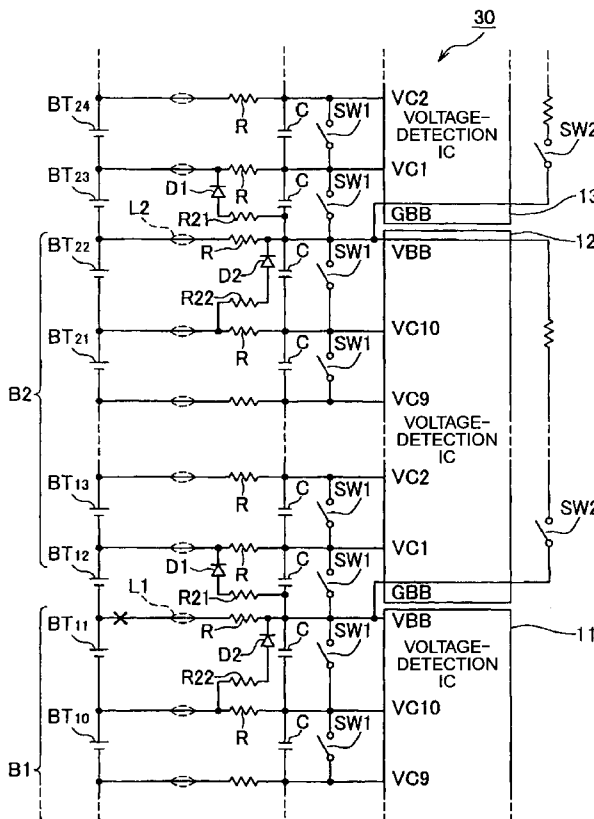 30
BT24
R
C
SW1
VC2
VOLTAGE-
DETECTION
IC
SW2
BT23
D1
R
C
VC1
SW1
L2
R21
GBB
13
BT22
R
D2
C
SW1
VBB
12
R22
BT21
R
C
SW1
VC10
B2
VC9
VOLTAGE-
DETECTION
IC
BT13
R
C
SW1
VC2
SW2
BT12
D1
R
C
SW1
VC1
L1
R21
GBB
BT11
R
D2
C
SW1
VBB
VOLTAGE-
DETECTION
IC
11
R22
BT10
R
C
SW1
VC10
B1
VC9